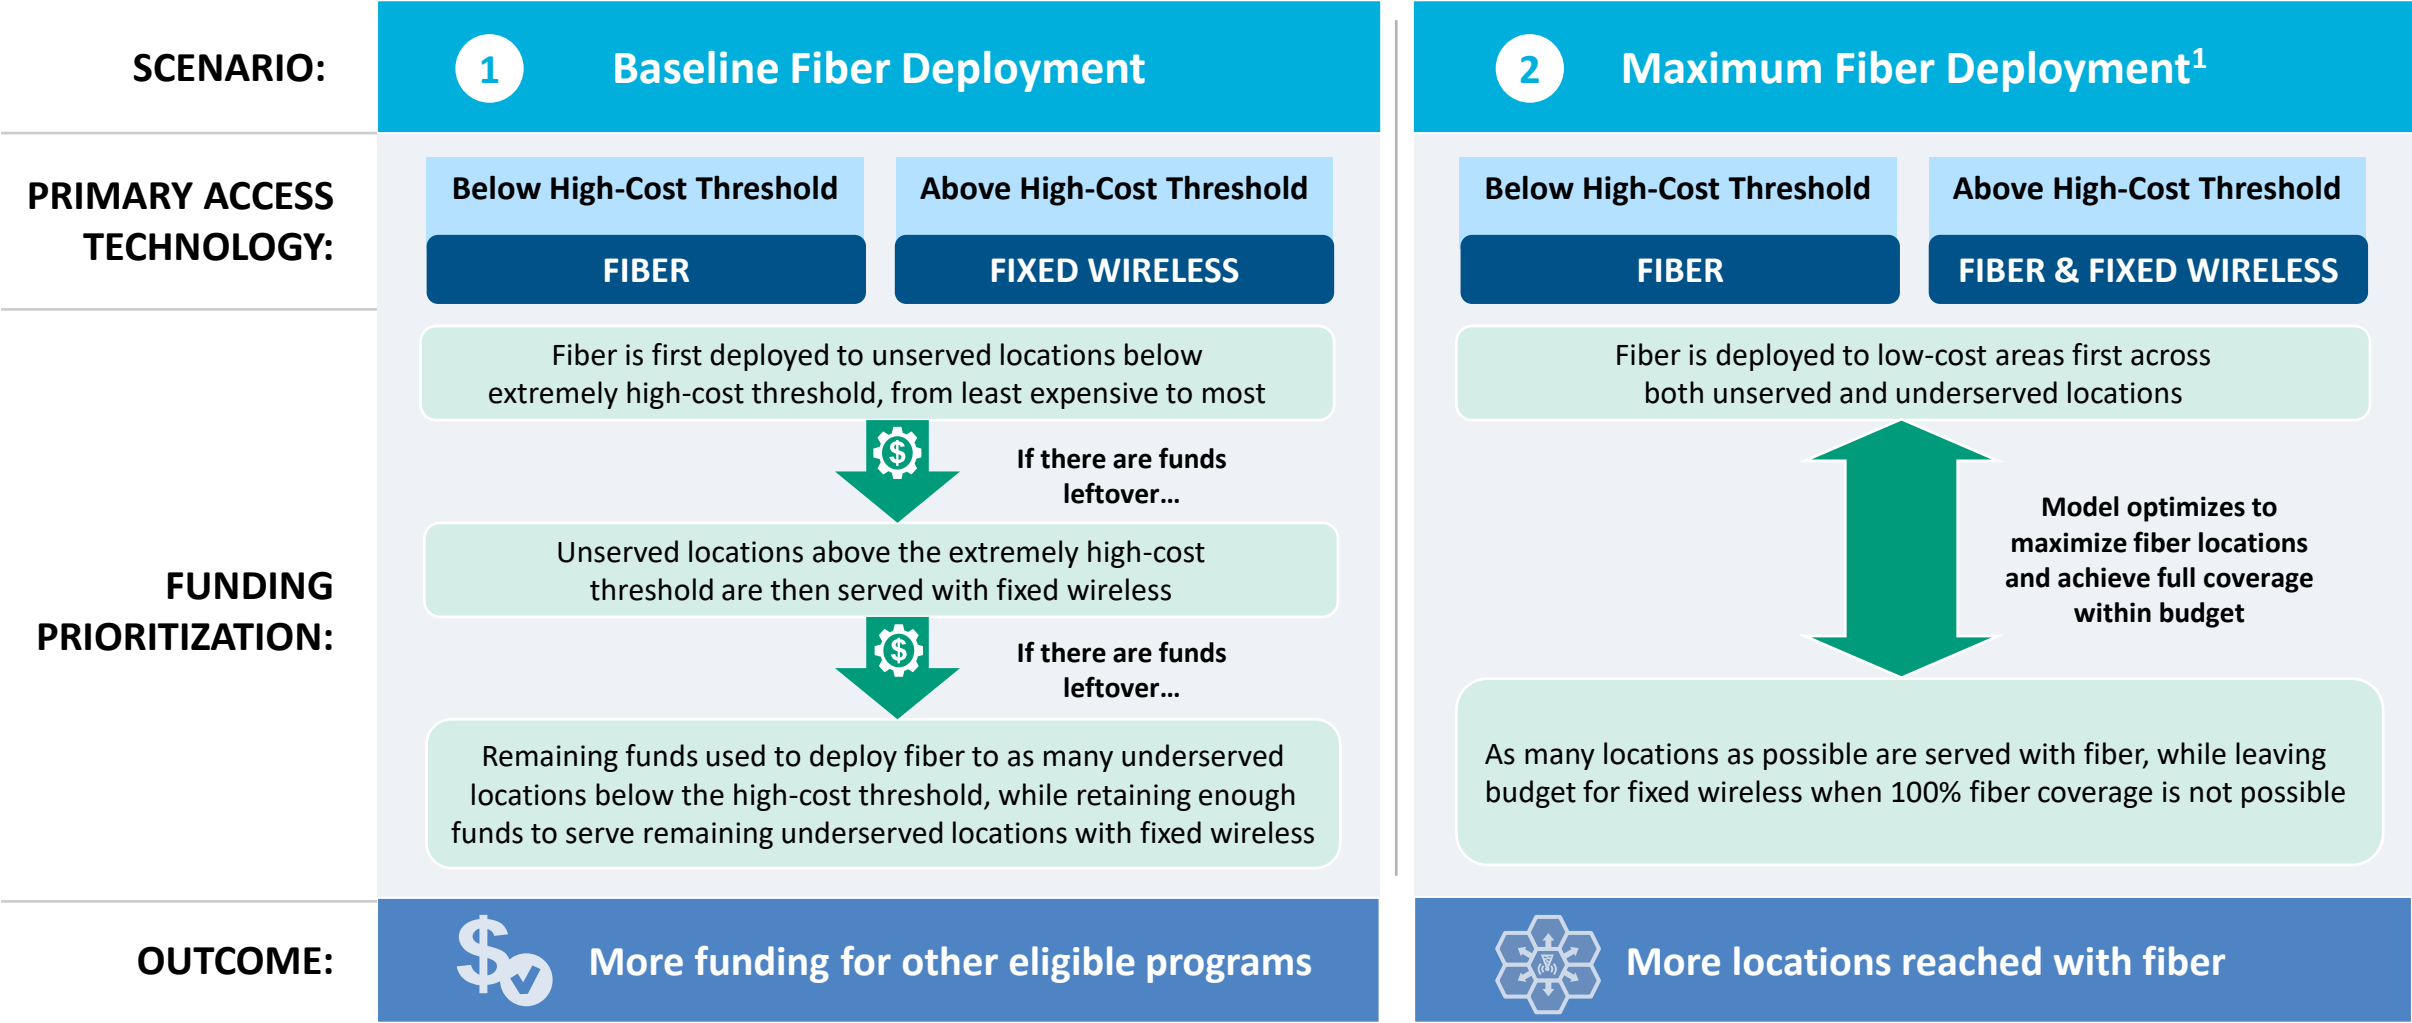 SCENARIO:
1
Baseline Fiber Deployment
2
Maximum Fiber Deployment¹
PRIMARY ACCESS
TECHNOLOGY:
Below High-Cost Threshold
FIBER
Above High-Cost Threshold
FIXED WIRELESS
Below High-Cost Threshold
FIBER
Above High-Cost Threshold
FIBER & FIXED WIRELESS
FUNDING
PRIORITIZATION:
Fiber is first deployed to unserved locations below
extremely high-cost threshold, from least expensive to most
$
If there are funds
leftover...
Unserved locations above the extremely high-cost
threshold are then served with fixed wireless
$
If there are funds
leftover...
Remaining funds used to deploy fiber to as many underserved
locations below the high-cost threshold, while retaining enough
funds to serve remaining underserved locations with fixed wireless
Fiber is deployed to low-cost areas first across
both unserved and underserved locations
Model optimizes to
maximize fiber locations
and achieve full coverage
within budget
As many locations as possible are served with fiber, while leaving
budget for fixed wireless when 100% fiber coverage is not possible
OUTCOME:
$
More funding for other eligible programs
More locations reached with fiber